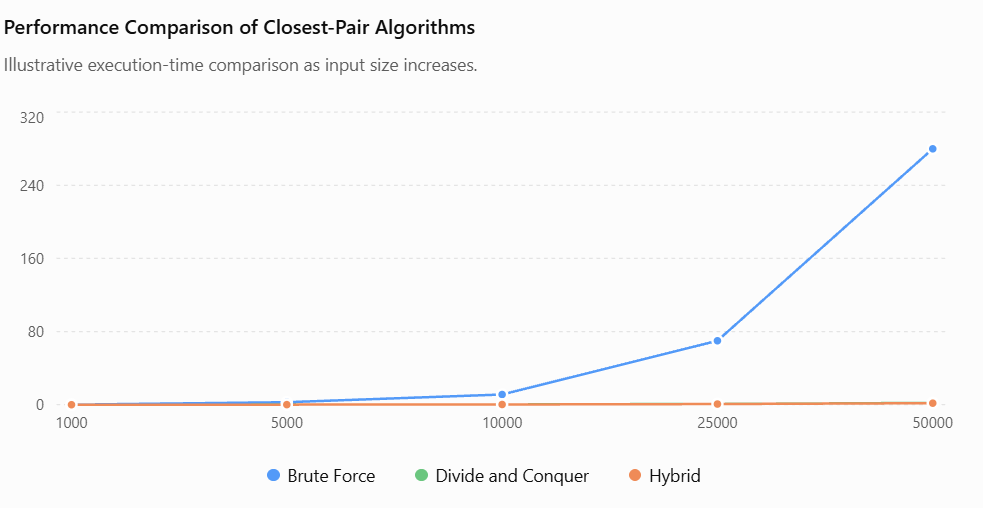 Performance Comparison of Closest-Pair Algorithms
Illustrative execution-time comparison as input size increases.
320
240
160
80
0
1000 5000 10000 25000 50000
Brute Force Divide and Conquer Hybrid